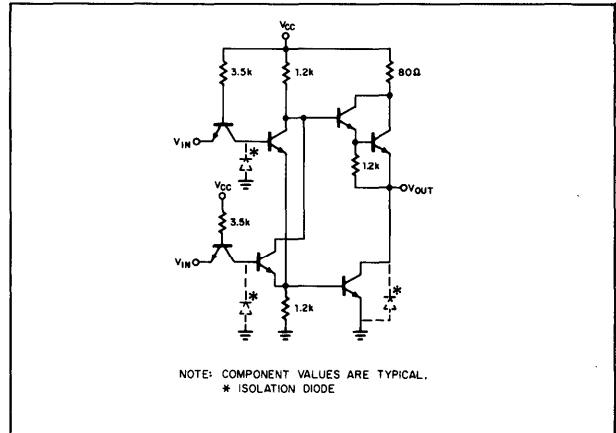 VCC
3.5k
1.2k
80Ω
VIN
*
1.2k
VOUT
VCC
3.5k
VIN
*
*
1.2k
NOTE: COMPONENT VALUES ARE TYPICAL.
* ISOLATION DIODE